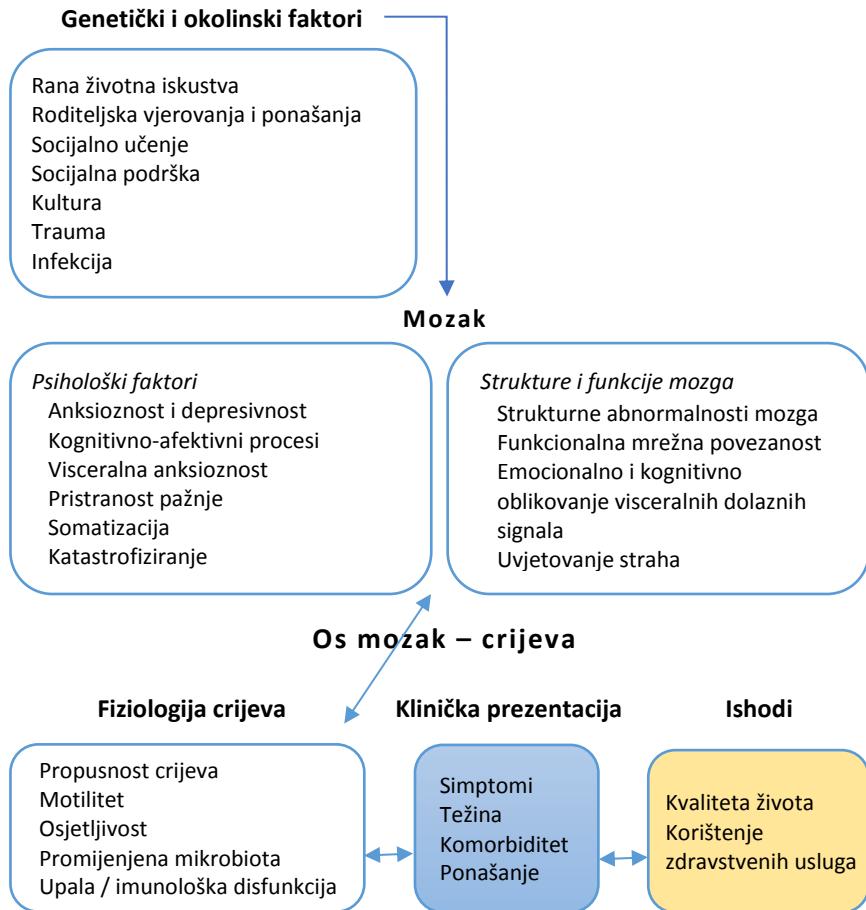 Genetički i okolinski faktori
Rana životna iskustva
Roditeljska vjerovanja i ponašanja
Socijalno učenje
Socijalna podrška
Kultura
Trauma
Infekcija
Mozak
Psihološki faktori
Anksioznost i depresivnost
Kognitivno-afektivni procesi
Visceralna anksioznost
Pristranost pažnje
Somatizacija
Katastrofiziranje
Strukture i funkcije mozga
Strukturne abnormalnosti mozga
Funkcionalna mrežna povezanost
Emocionalno i kognitivno
oblikovanje visceralnih dolaznih
signala
Uvjetovanje straha
Os mozak – crijeva
Fiziologija crijeva
Propusnost crijeva
Motilitet
Osjetljivost
Promijenjena mikrobiota
Upala / imunološka disfunkcija
Klinička prezentacija
Simptomi
Težina
Komorbiditet
Ponašanje
Ishodi
Kvaliteta života
Korištenje
zdravstvenih usluga